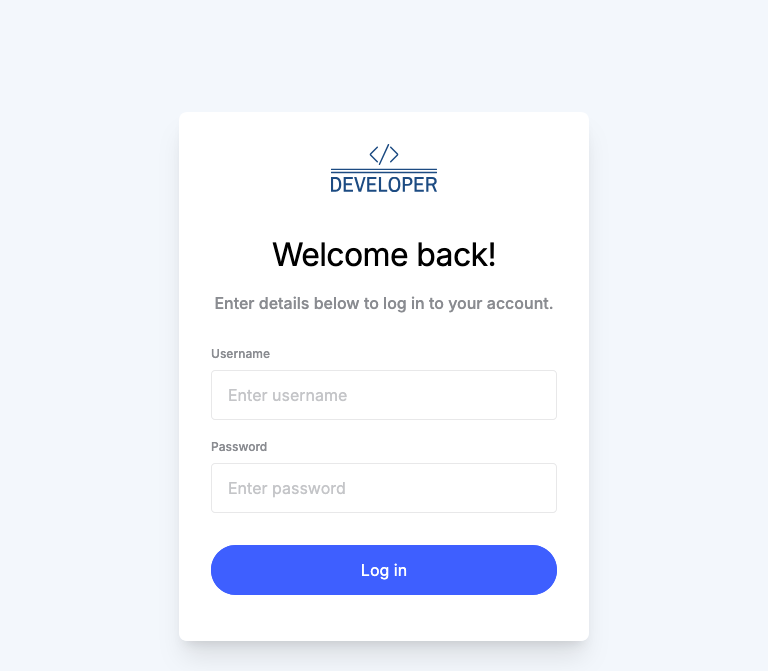 </>
DEVELOPER
Welcome back!
Enter details below to log in to your account.
Username
Enter username
Password
Enter password
Log in